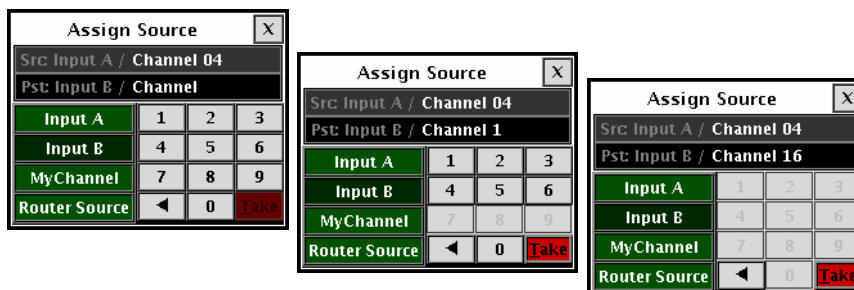 Assign Source X
Src: Input A / Channel 04
Pst: Input B / Channel
Input A 1 2 3
Input B 4 5 6
MyChannel 7 8 9
Router Source ◀ 0 Take
Assign Source X
Src: Input A / Channel 04
Pst: Input B / Channel 1
Input A 1 2 3
Input B 4 5 6
MyChannel 7 8 9
Router Source ◀ 0 Take
Assign Source X
Src: Input A / Channel 04
Pst: Input B / Channel 16
Input A 1 2 3
Input B 4 5 6
MyChannel 7 8 9
Router Source ◀ 0 Take